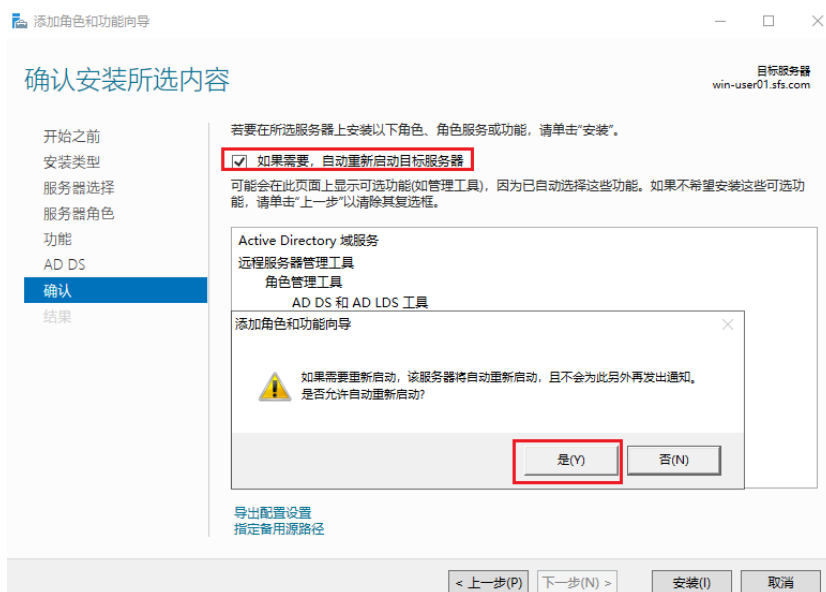 添加角色和功能向导
确认安装所选内容
目标服务器
win-user01.sfs.com
开始之前
安装类型
服务器选择
服务器角色
功能
AD DS
确认
结果
若要在所选服务器上安装以下角色、角色服务或功能，请单击"安装"。
如果需要，自动重新启动目标服务器
可能会在此页面上显示可选功能(如管理工具)，因为已自动选择这些功能。如果不希望安装这些可选功
能，请单击"上一步"以清除其复选框。
Active Directory 域服务
远程服务器管理工具
角色管理工具
AD DS 和 AD LDS 工具
添加角色和功能向导
如果需要重新启动，该服务器将自动重新启动，且不会为此另外再发出通知。
是否允许自动重新启动?
是(Y)
否(N)
导出配置设置
指定备用源路径
< 上一步(P)
下一步(N) >
安装(I)
取消